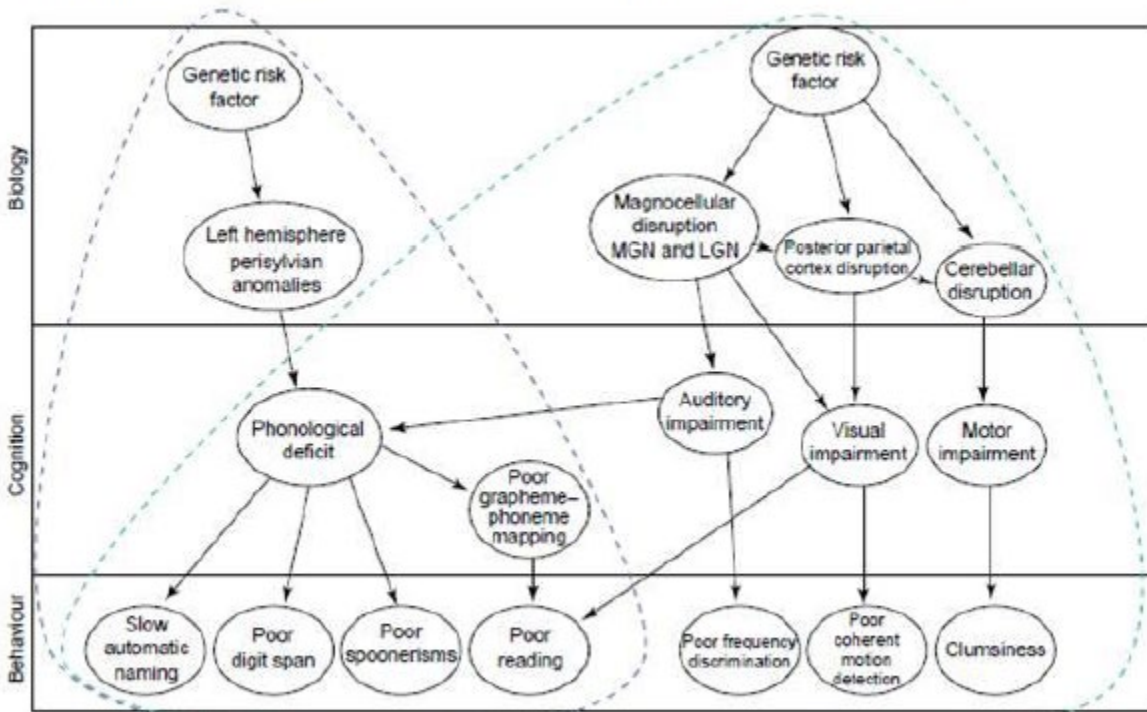 Biology
Genetic risk
factor
Genetic risk
factor
Left hemisphere
perisylvian
anomalies
Magnocellular
disruption
MGN and LGN
Posterior parietal
cortex disruption
Cerebellar
disruption
Cognition
Phonological
deficit
Poor
grapheme–
phoneme
mapping
Auditory
impairment
Visual
impairment
Motor
impairment
Behaviour
Slow
automatic
naming
Poor
digit span
Poor
spoonerisms
Poor
reading
Poor frequency
discrimination
Poor
coherent
motion
detection
Clumsiness